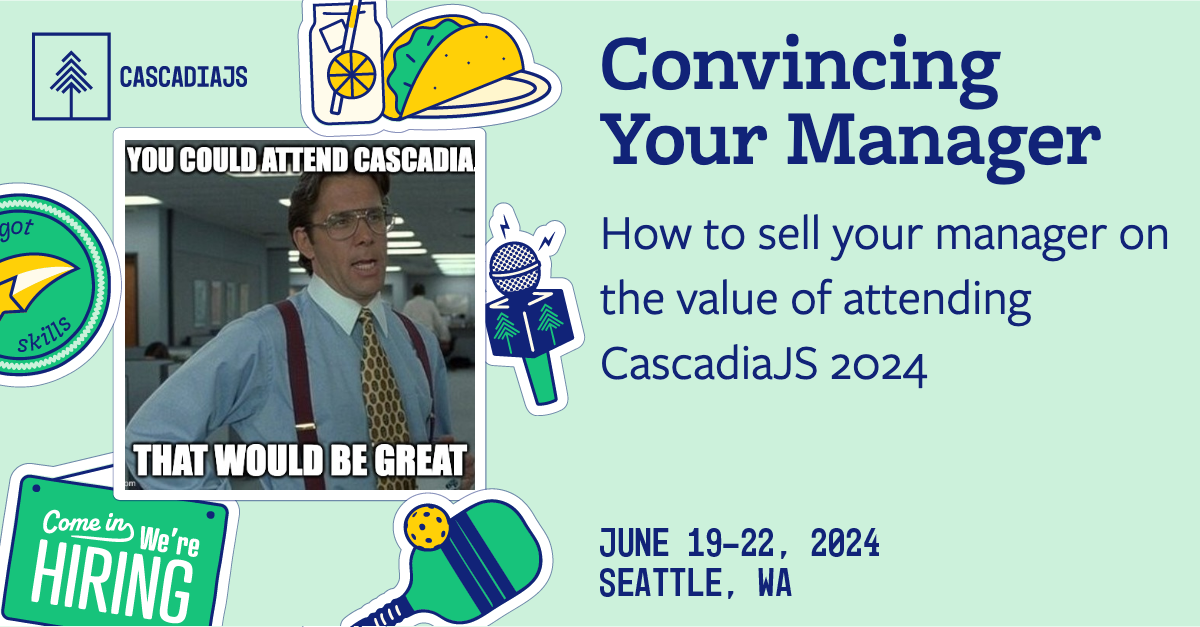 CASCADIAJS
Convincing
Your Manager
How to sell your manager on
the value of attending
CascadiaJS 2024
JUNE 19–22, 2024
SEATTLE, WA
YOU COULD ATTEND CASCADIA
THAT WOULD BE GREAT
got
skills
Come in
We're
HIRING